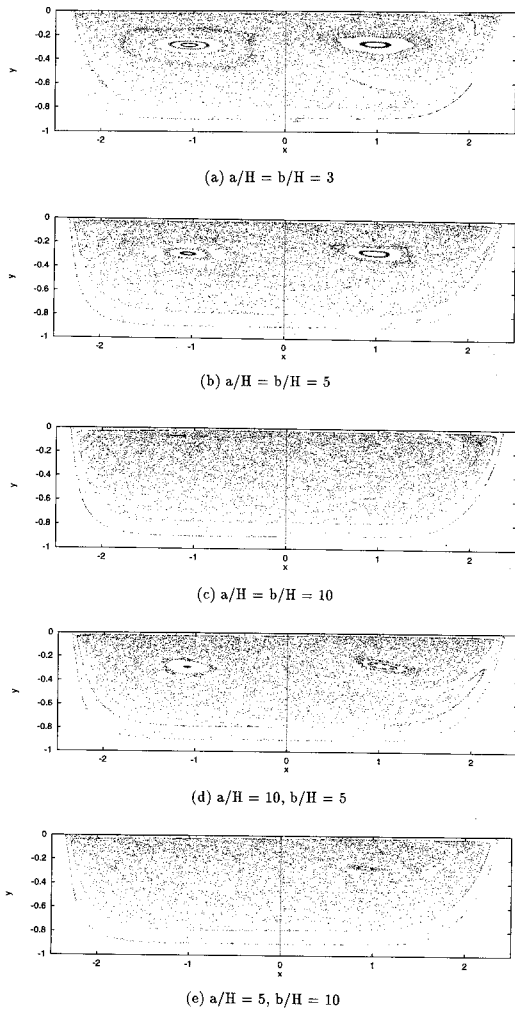 0
-0.2
-0.4
y
-0.6
-0.8
-1
-2 -1 0 1 2
x
(a) a/H = b/H = 3
0
-0.2
-0.4
y
-0.6
-0.8
-1
-2 -1 0 1 2
x
(b) a/H = b/H = 5
0
-0.2
-0.4
y
-0.6
-0.8
-1
-2 -1 0 1 2
x
(c) a/H = b/H = 10
0
-0.2
-0.4
y
-0.6
-0.8
-1
-2 -1 0 1 2
x
(d) a/H = 10, b/H = 5
0
-0.2
-0.4
y
-0.6
-0.8
-1
-2 -1 0 1 2
x
(e) a/H = 5, b/H = 10